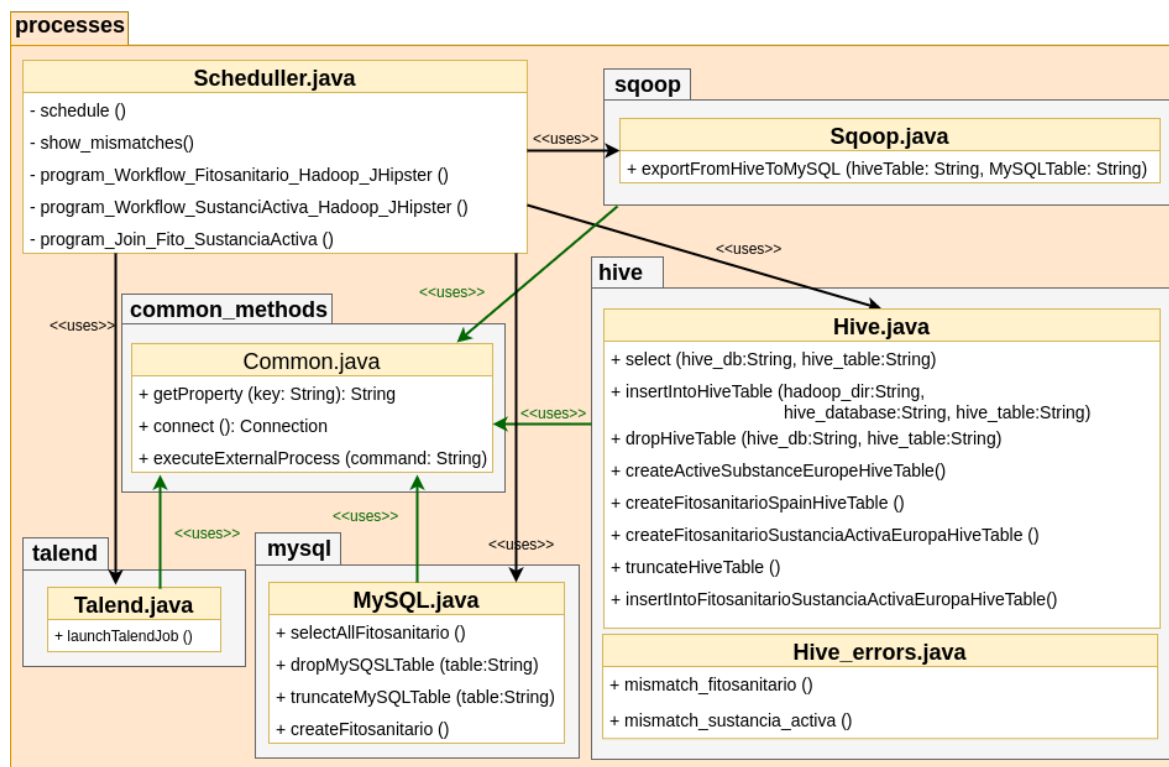 processes
Scheduller.java
- schedule ()
- show_mismatches()
- program_Workflow_Fitosanitario_Hadoop_JHipster ()
- program_Workflow_SustanciActiva_Hadoop_JHipster ()
- program_Join_Fito_SustanciaActiva ()
<<uses>>
sqoop
Sqoop.java
+ exportFromHiveToMySQL (hiveTable: String, MySQLTable: String)
<<uses>>
<<uses>>
<<uses>>
common_methods
Common.java
+ getProperty (key: String): String
+ connect (): Connection
+ executeExternalProcess (command: String)
<<uses>>
hive
Hive.java
+ select (hive_db:String, hive_table:String)
+ insertIntoHiveTable (hadoop_dir:String,
hive_database:String, hive_table:String)
+ dropHiveTable (hive_db:String, hive_table:String)
+ createActiveSubstanceEuropeHiveTable()
+ createFitosanitarioSpainHiveTable ()
+ createFitosanitarioSustanciaActivaEuropaHiveTable ()
+ truncateHiveTable ()
+ insertIntoFitosanitarioSustanciaActivaEuropaHiveTable()
Hive_errors.java
+ mismatch_fitosanitario ()
+ mismatch_sustancia_activa ()
<<uses>>
<<uses>>
<<uses>>
talend
Talend.java
+ launchTalendJob ()
mysql
MySQL.java
+ selectAllFitosanitario ()
+ dropMySQSLTable (table:String)
+ truncateMySQLTable (table:String)
+ createFitosanitario ()